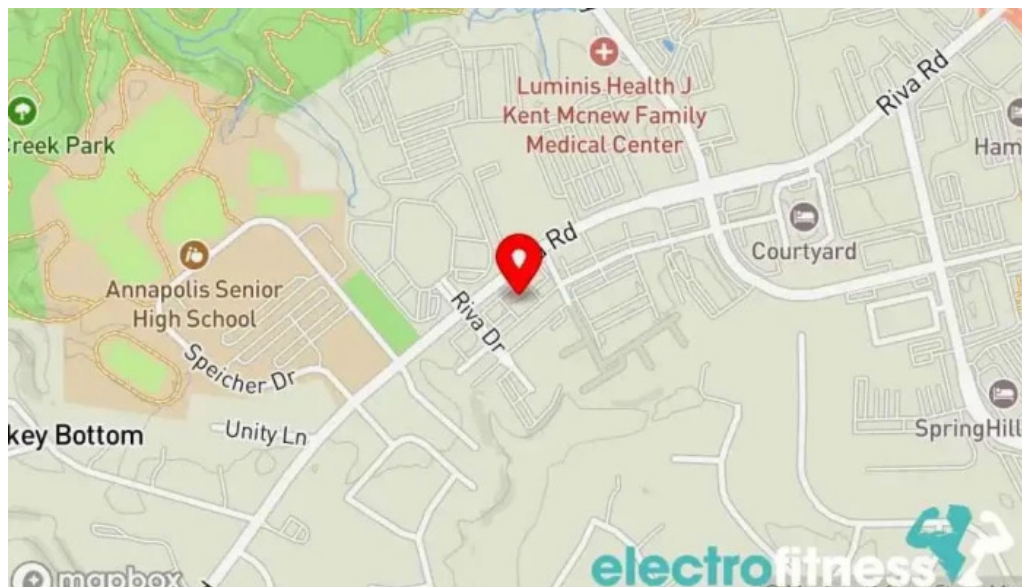 Riva Rd
Luminis Health J
Kent Mcnew Family
Medical Center
Creek Park
Ham
Rd
Courtyard
Annapolis Senior
High School
Riva Dr
Speicher Dr
key Bottom
Unity Ln
SpringHill
electrofitness
mapbox